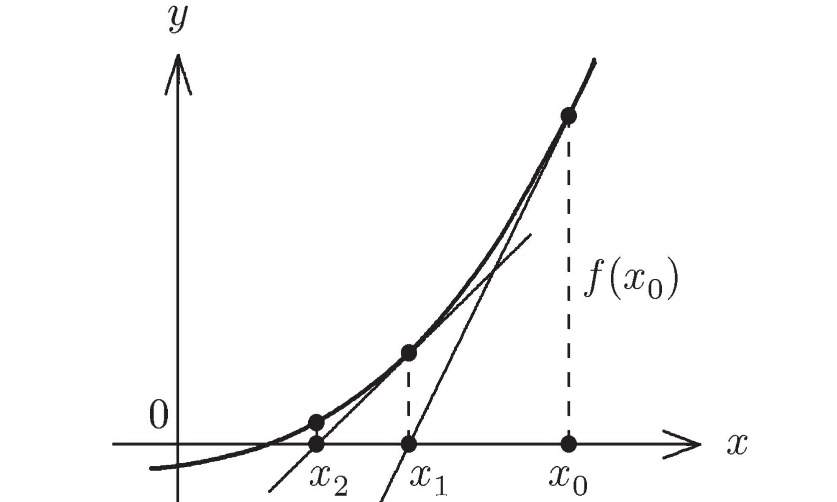 y
f(x₀)
0
x
x₂
x₁
x₀